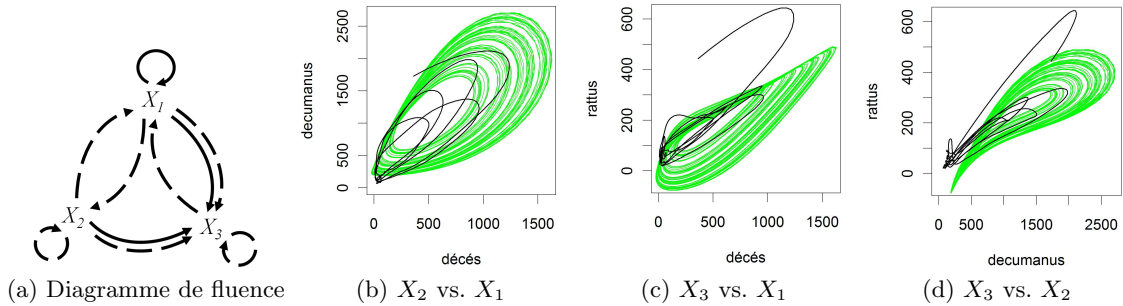 X1
X2
X3
(a) Diagramme de fluence
decumanus
0
500
1500
2500
0
500
1000
1500
décés
(b) X2 vs. X1
rattus
0
200
400
600
0
500
1000
1500
décés
(c) X3 vs. X1
rattus
0
200
400
600
0
500
1500
2500
decumanus
(d) X3 vs. X2